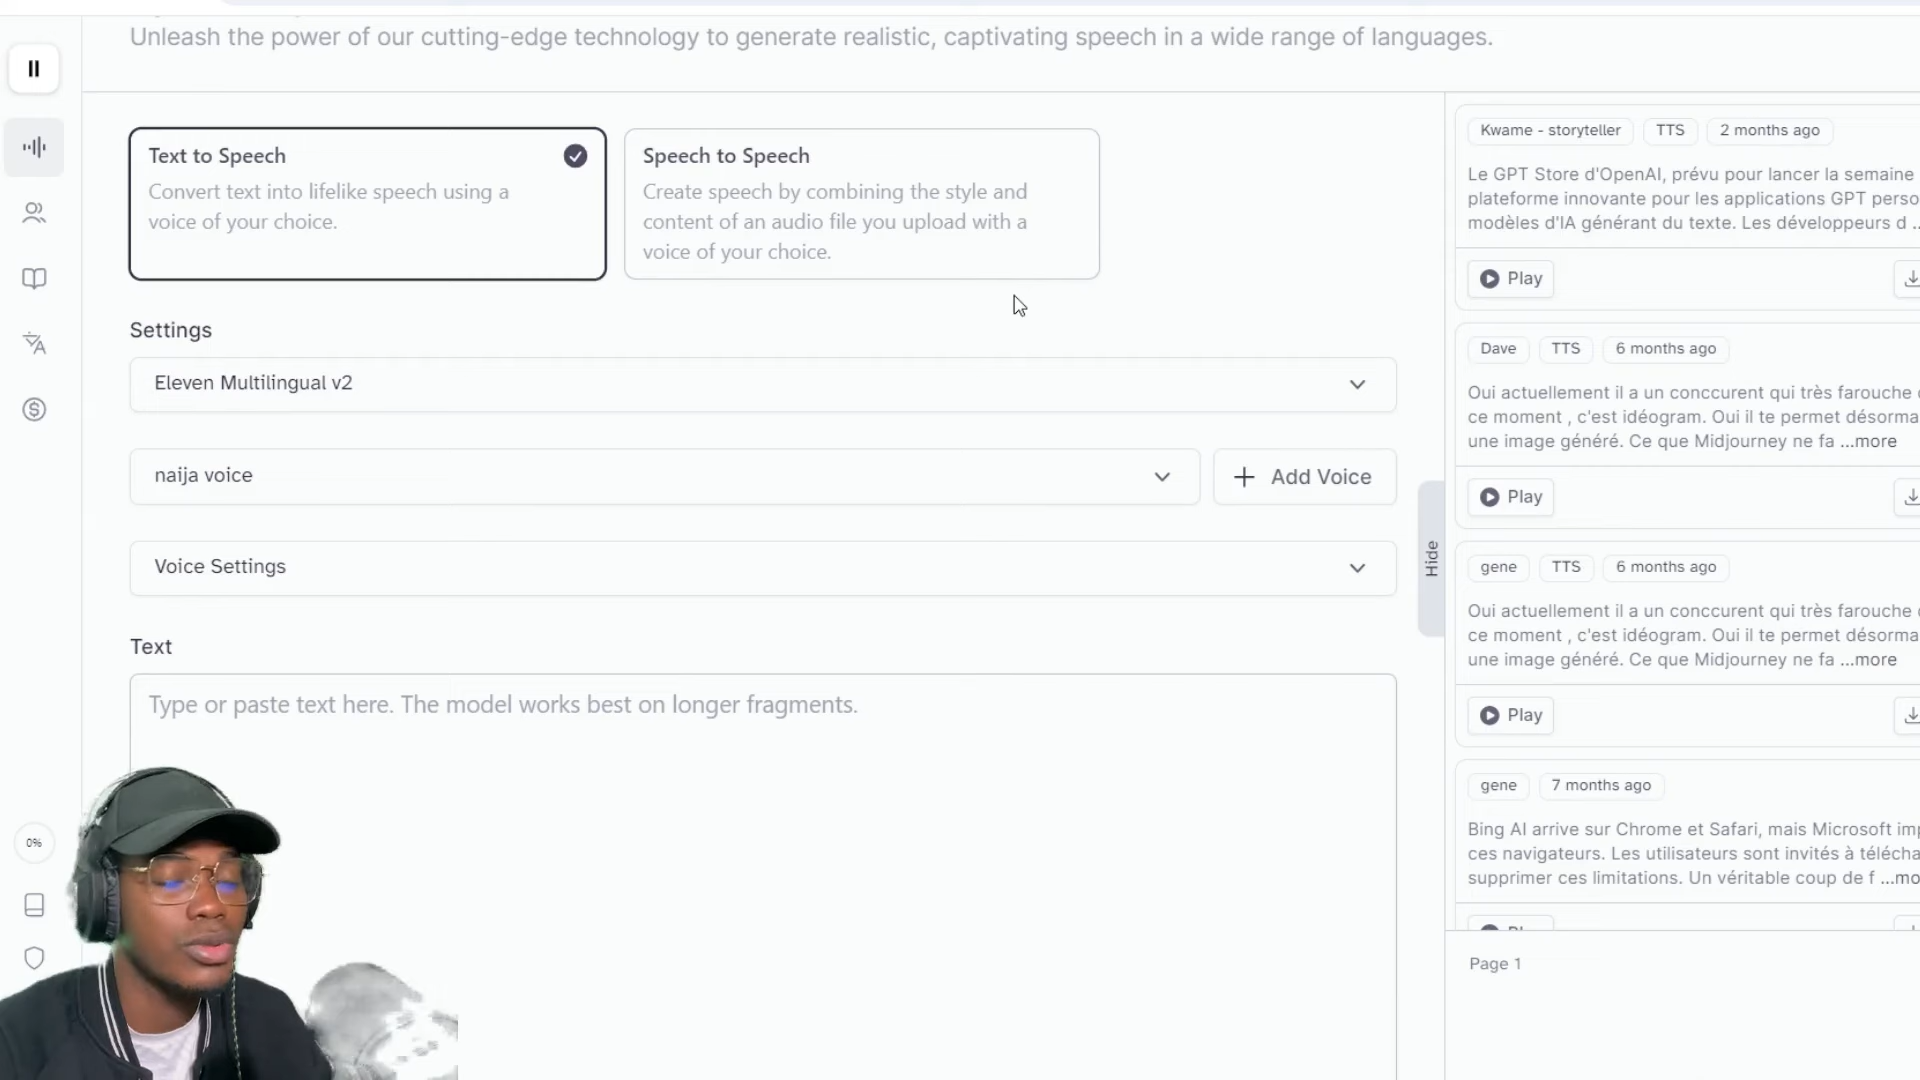 Unleash the power of our cutting-edge technology to generate realistic, captivating speech in a wide range of languages.
Text to Speech
Convert text into lifelike speech using a
voice of your choice.
Speech to Speech
Create speech by combining the style and
content of an audio file you upload with a
voice of your choice.
Settings
Eleven Multilingual v2
naija voice
Add Voice
Voice Settings
Text
Type or paste text here. The model works best on longer fragments.
0%
Hide
Kwame - storyteller TTS 2 months ago
Le GPT Store d'OpenAI, prévu pour lancer la semaine
plateforme innovante pour les applications GPT perso
modèles d'IA générant du texte. Les développeurs d ..
Play
Dave TTS 6 months ago
Oui actuellement il a un conccurent qui très farouche
ce moment , c'est idéogram. Oui il te permet désorma
une image généré. Ce que Midjourney ne fa ...more
Play
gene TTS 6 months ago
Oui actuellement il a un conccurent qui très farouche
ce moment , c'est idéogram. Oui il te permet désorma
une image généré. Ce que Midjourney ne fa ...more
Play
gene 7 months ago
Bing AI arrive sur Chrome et Safari, mais Microsoft imp
ces navigateurs. Les utilisateurs sont invités à télécha
supprimer ces limitations. Un véritable coup de f ...mo
Page 1